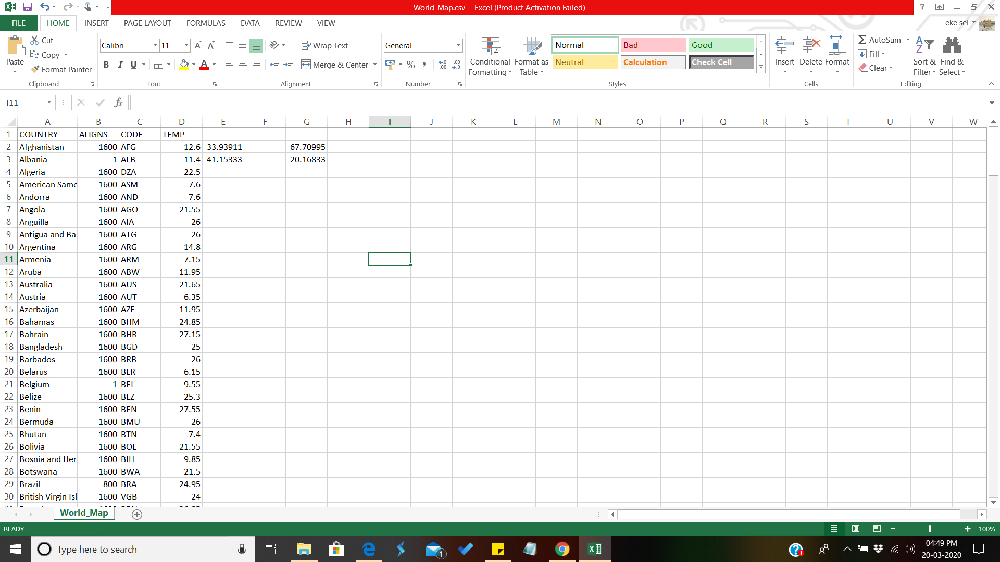 World_Map.csv - Excel (Product Activation Failed)
FILE HOME INSERT PAGE LAYOUT FORMULAS DATA REVIEW VIEW eke sel
Paste Cut Copy Format Painter
Clipboard
Calibri 11
B I U A
Font
Wrap Text
Merge & Center
Alignment
General
%
Number
Conditional Formatting
Format as Table
Normal Bad Good
Neutral Calculation Check Cell
Styles
Insert Delete Format
Cells
AutoSum
Fill
Clear
Sort & Filter
Find & Select
Editing
I11 fx
A B C D E F G H I J K L M N O P Q R S T U V W
1 COUNTRY ALIGNS CODE TEMP
2 Afghanistan 1600 AFG 12.6 33.93911 67.70995
3 Albania 1 ALB 11.4 41.15333 20.16833
4 Algeria 1600 DZA 22.5
5 American Samo 1600 ASM 7.6
6 Andorra 1600 AND 7.6
7 Angola 1600 AGO 21.55
8 Anguilla 1600 AIA 26
9 Antigua and Bar 1600 ATG 26
10 Argentina 1600 ARG 14.8
11 Armenia 1600 ARM 7.15
12 Aruba 1600 ABW 11.95
13 Australia 1600 AUS 21.65
14 Austria 1600 AUT 6.35
15 Azerbaijan 1600 AZE 11.95
16 Bahamas 1600 BHM 24.85
17 Bahrain 1600 BHR 27.15
18 Bangladesh 1600 BGD 25
19 Barbados 1600 BRB 26
20 Belarus 1600 BLR 6.15
21 Belgium 1 BEL 9.55
22 Belize 1600 BLZ 25.3
23 Benin 1600 BEN 27.55
24 Bermuda 1600 BMU 26
25 Bhutan 1600 BTN 7.4
26 Bolivia 1600 BOL 21.55
27 Bosnia and Her 1600 BIH 9.85
28 Botswana 1600 BWA 21.5
29 Brazil 800 BRA 24.95
30 British Virgin Isl 1600 VGB 24
World_Map
READY 100%
Type here to search 1 04:49 PM
20-03-2020